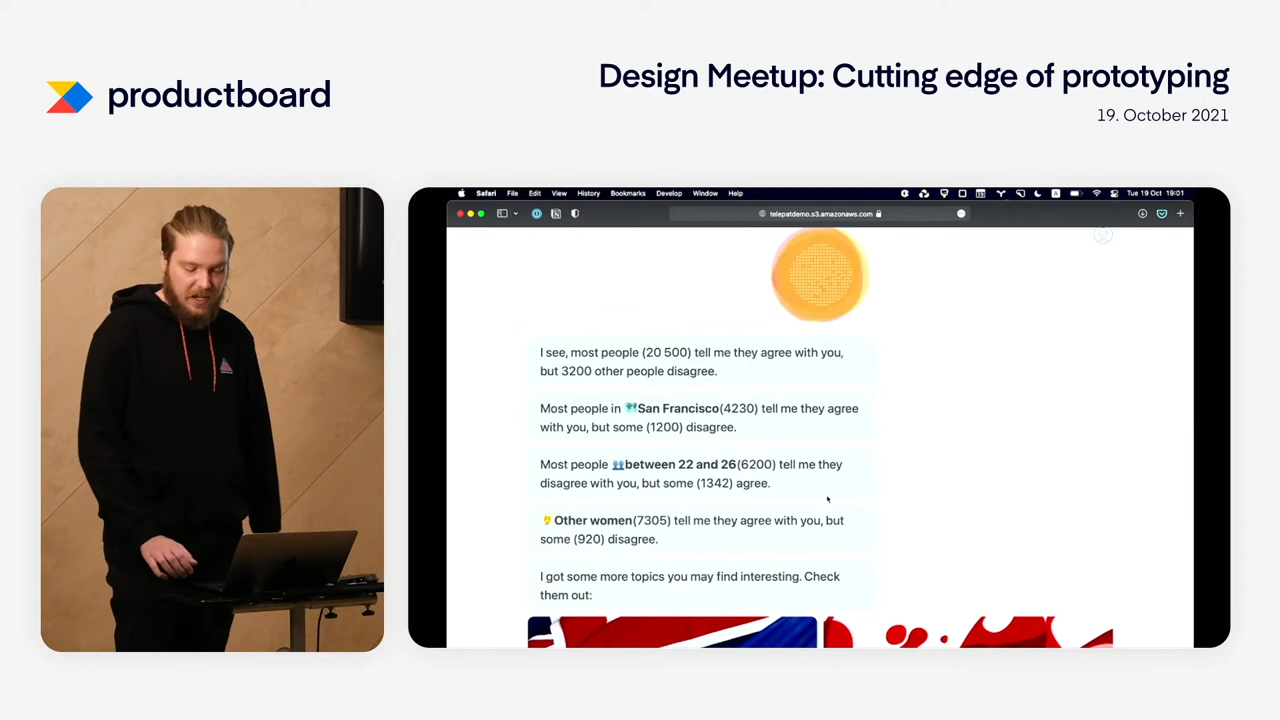 productboard
Design Meetup: Cutting edge of prototyping
19. October 2021
Safari File Edit View History Bookmarks Develop Window Help
A
Tue 19 Oct 19:01
telepatdemo.s3.amazonaws.com
I see, most people (20 500) tell me they agree with you,
but 3200 other people disagree.
Most people in San Francisco(4230) tell me they agree
with you, but some (1200) disagree.
Most people between 22 and 26(6200) tell me they
disagree with you, but some (1342) agree.
Other women(7305) tell me they agree with you, but
some (920) disagree.
I got some more topics you may find interesting. Check
them out: